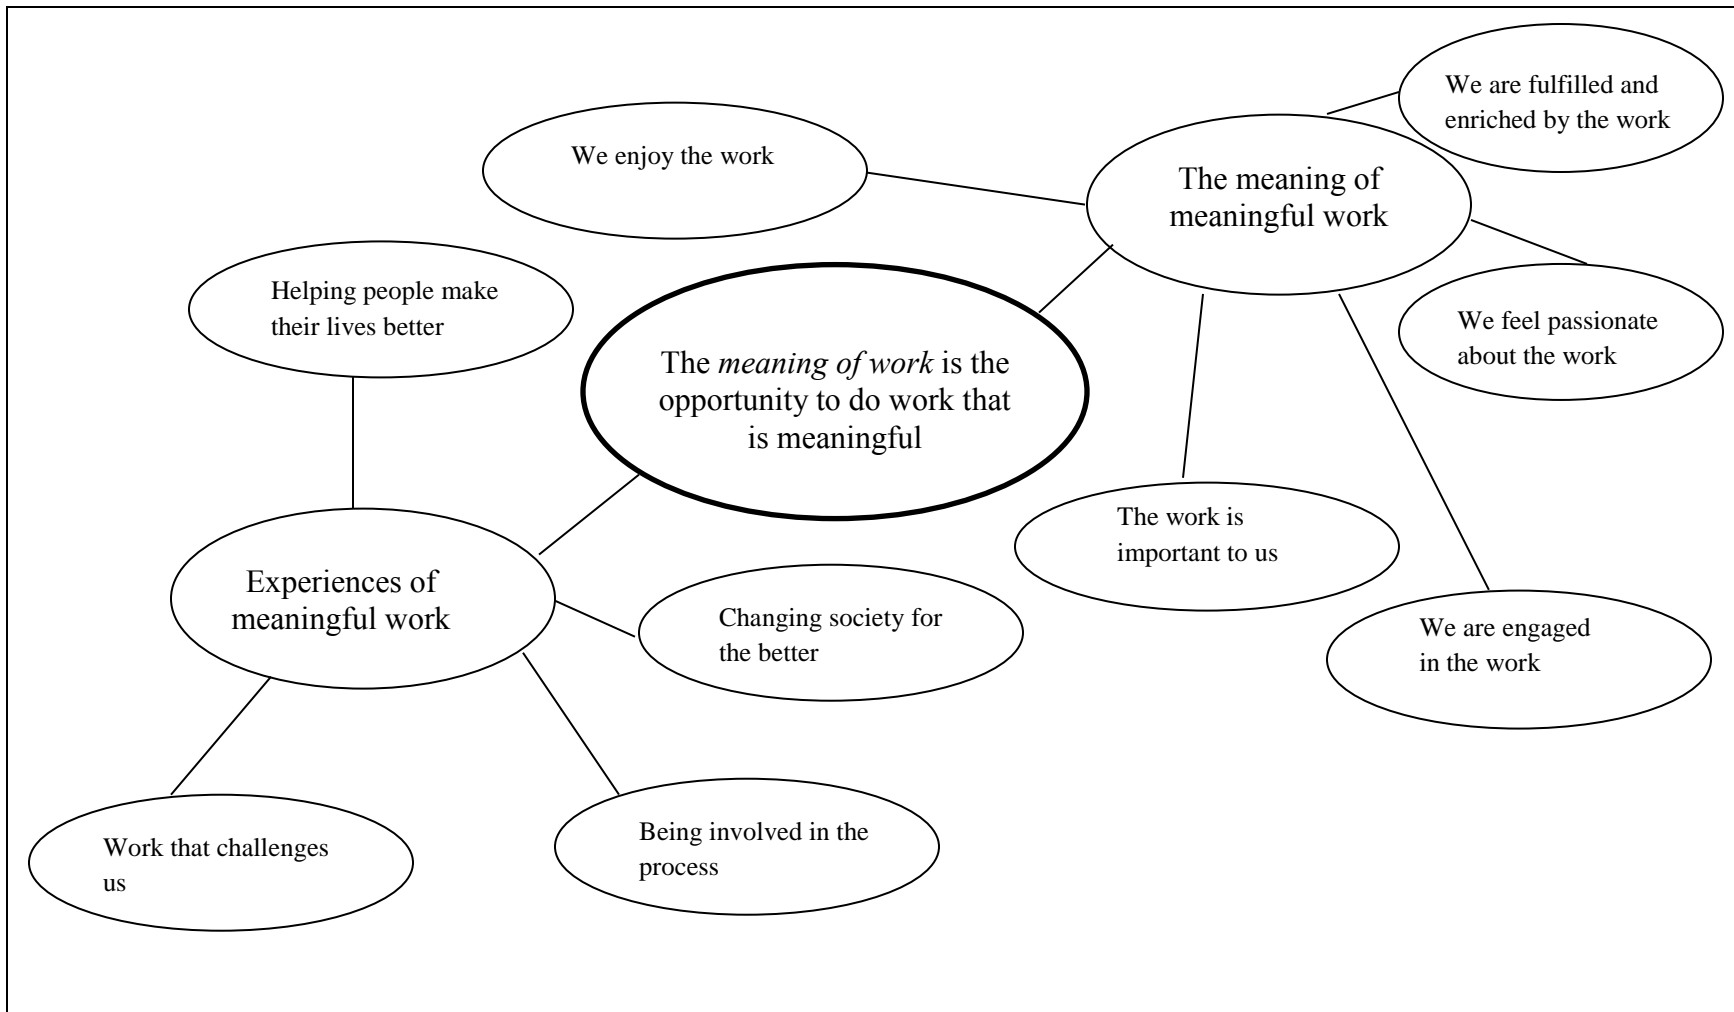 We are fulfilled and
enriched by the work
We enjoy the work
The meaning of
meaningful work
Helping people make
their lives better
We feel passionate
about the work
The meaning of work is the
opportunity to do work that
is meaningful
The work is
important to us
Experiences of
meaningful work
Changing society for
the better
We are engaged
in the work
Work that challenges
us
Being involved in the
process